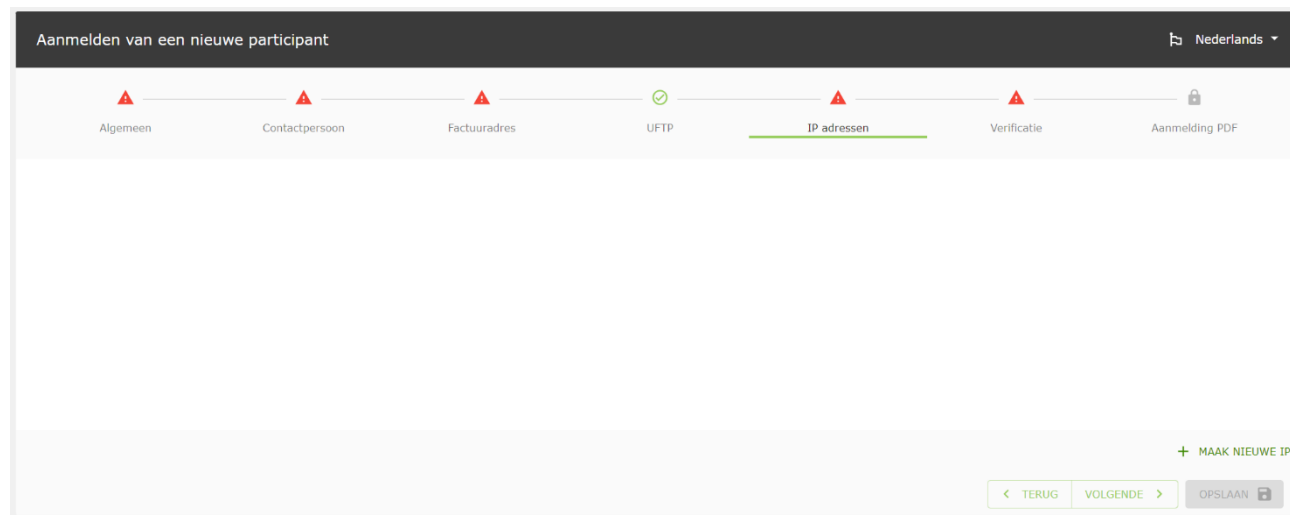 Aanmelden van een nieuwe participant
Nederlands
Algemeen
Contactpersoon
Factuuradres
UFTP
IP adressen
Verificatie
Aanmelding PDF
+ MAAK NIEUWE IP
< TERUG
VOLGENDE >
OPSLAAN